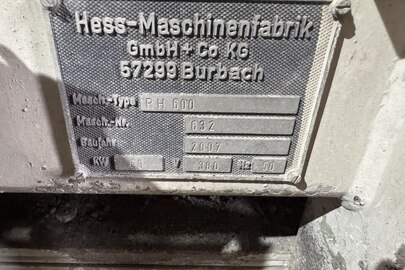 Hess-Maschinenfabrik
GmbH + Co KG
57299 Burbach
Masch.-Type RH 600
Masch.-Nr. 632
Baujahr 2007
KW V 380 Hz 50